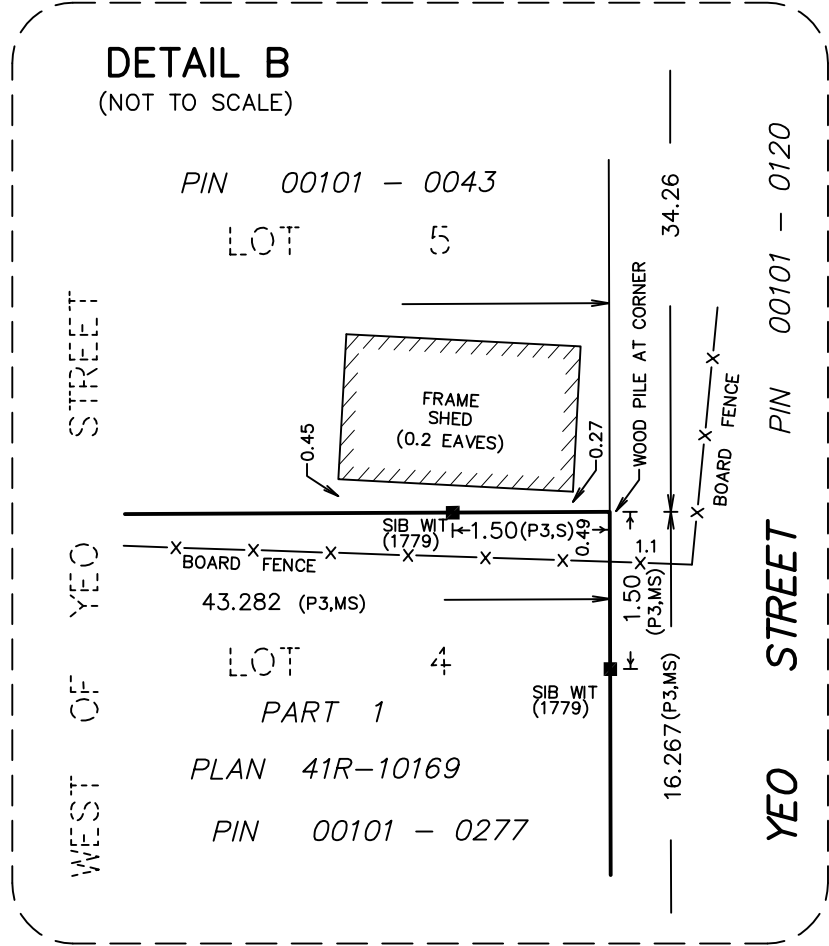 DETAIL B
(NOT TO SCALE)
PIN 00101 - 0043
LOT 5
34.26
PIN 00101 - 0120
STREET
WOOD PILE AT CORNER
FRAME
SHED
(0.2 EAVES)
BOARD FENCE
0.45
0.27
SIB WIT
(1779)
1.50(P3,S)
0.49
1.1
BOARD FENCE
1.50
(P3,MS)
43.282 (P3,MS)
YEO
OF
WEST
LOT 4
SIB WIT
(1779)
16.267(P3,MS)
PART 1
PLAN 41R-10169
PIN 00101 - 0277
YEO STREET